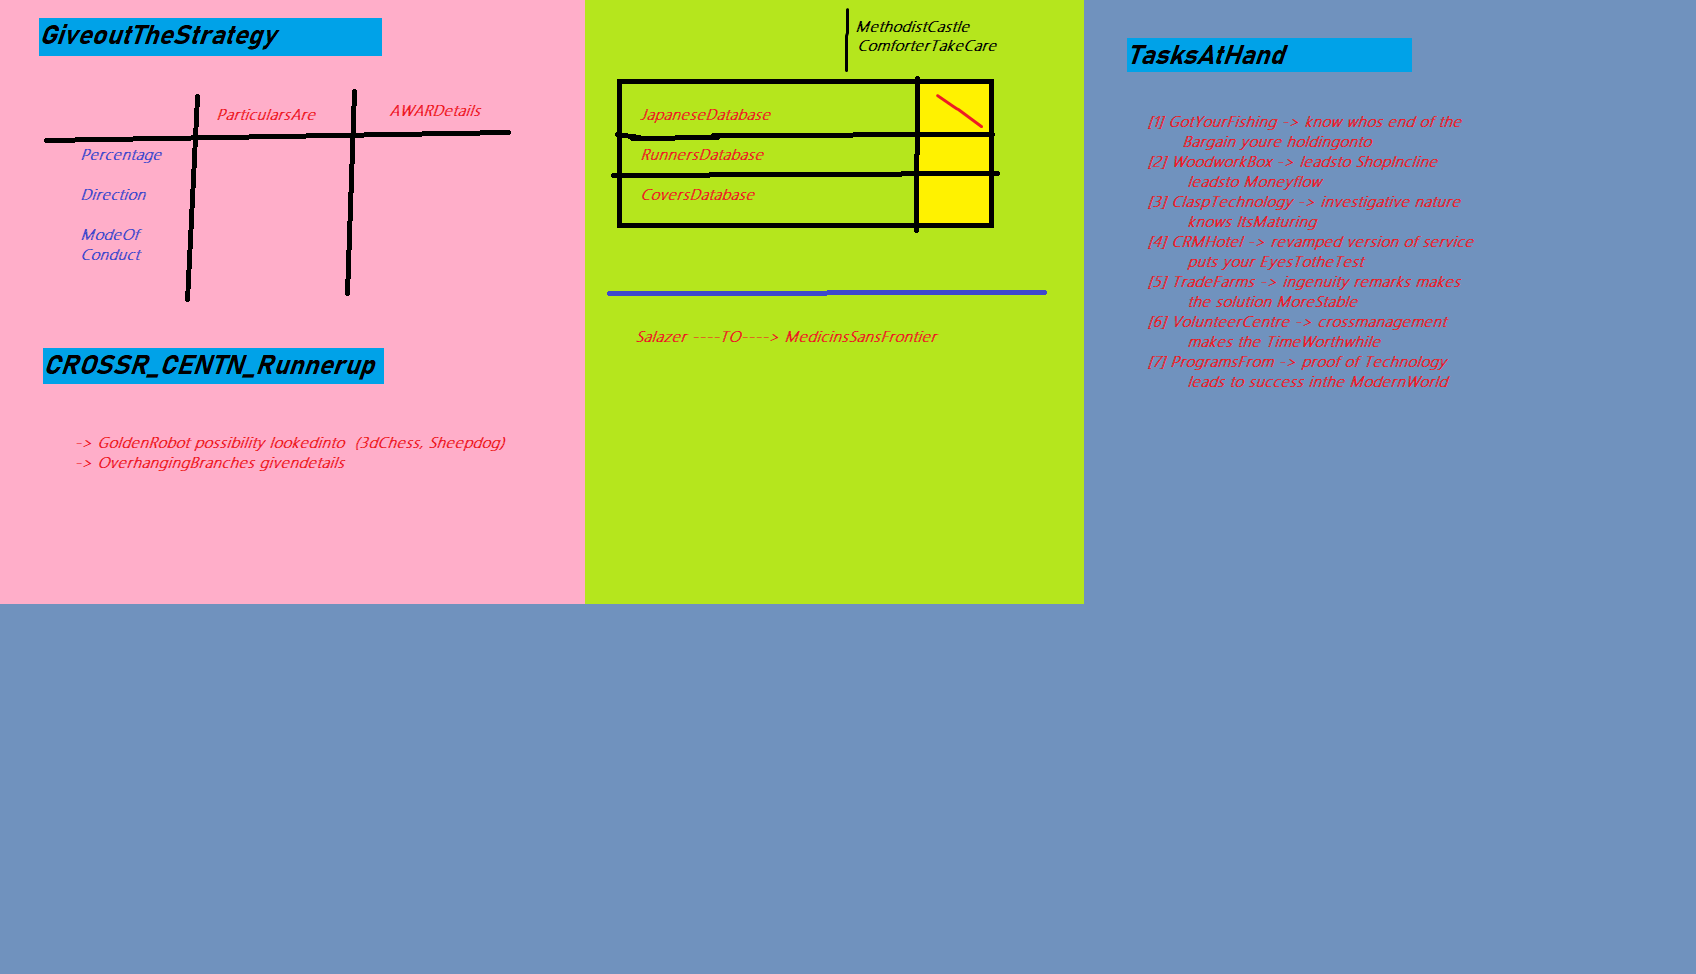 GiveoutTheStrategy
ParticularsAre
AWARDetails
Percentage
Direction
ModeOf
Conduct
CROSSR_CENTN_Runnerup
-> GoldenRobot possibility lookedinto (3dChess, Sheepdog)
-> OverhangingBranches givendetails
MethodistCastle
ComforterTakeCare
JapaneseDatabase
RunnersDatabase
CoversDatabase
Salazer ----TO----> MedicinsSansFrontier
TasksAtHand
[1] GotYourFishing -> know whos end of the
Bargain youre holdingonto
[2] WoodworkBox -> leadsto ShopIncline
leadsto Moneyflow
[3] ClaspTechnology -> investigative nature
knows ItsMaturing
[4] CRMHotel -> revamped version of service
puts your EyesTotheTest
[5] TradeFarms -> ingenuity remarks makes
the solution MoreStable
[6] VolunteerCentre -> crossmanagement
makes the TimeWorthwhile
[7] ProgramsFrom -> proof of Technology
leads to success inthe ModernWorld